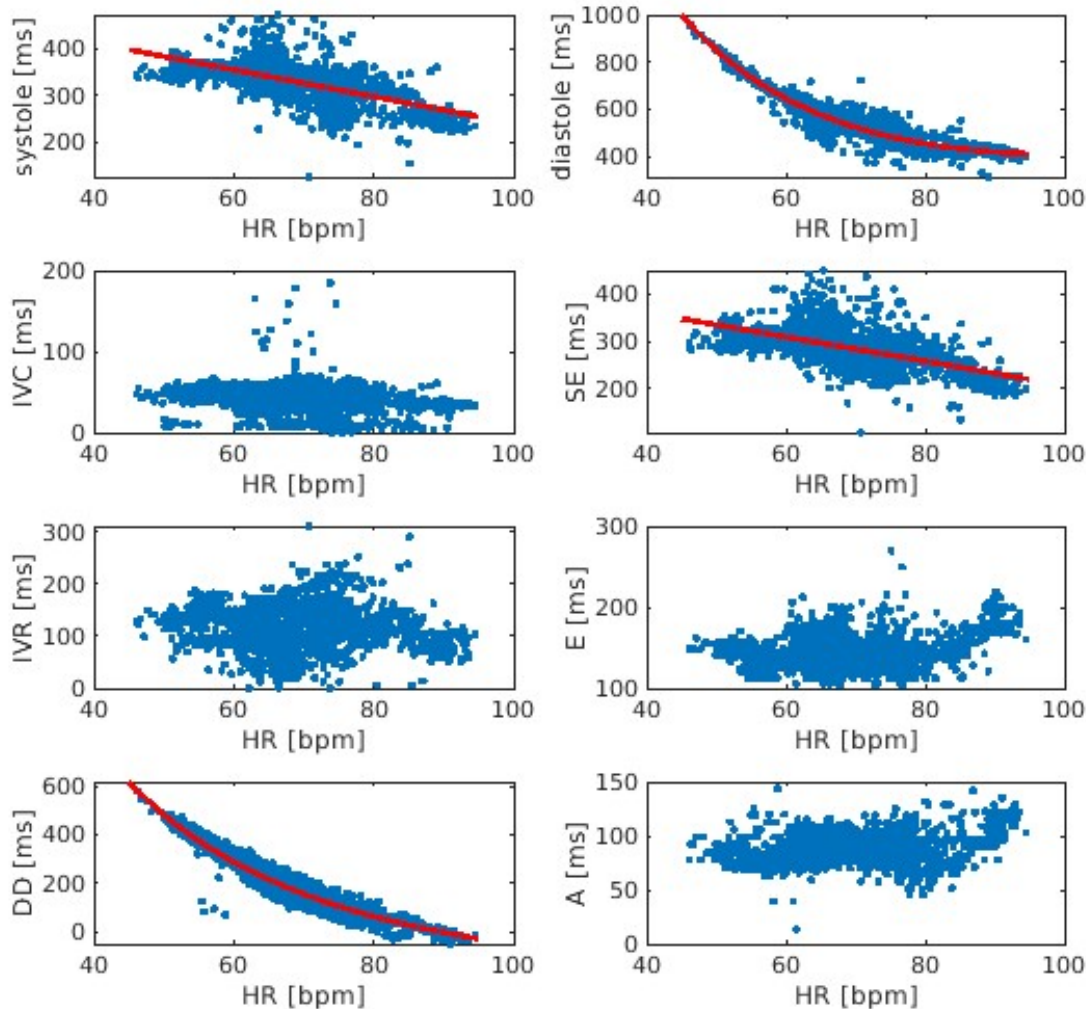 systole [ms]
400
300
200
40 60 80 100
HR [bpm]
diastole [ms]
1000
800
600
400
40 60 80 100
HR [bpm]
IVC [ms]
200
100
0
40 60 80 100
HR [bpm]
SE [ms]
400
300
200
40 60 80 100
HR [bpm]
IVR [ms]
300
200
100
0
40 60 80 100
HR [bpm]
E [ms]
300
200
100
40 60 80 100
HR [bpm]
DD [ms]
600
400
200
0
40 60 80 100
HR [bpm]
A [ms]
150
100
50
0
40 60 80 100
HR [bpm]